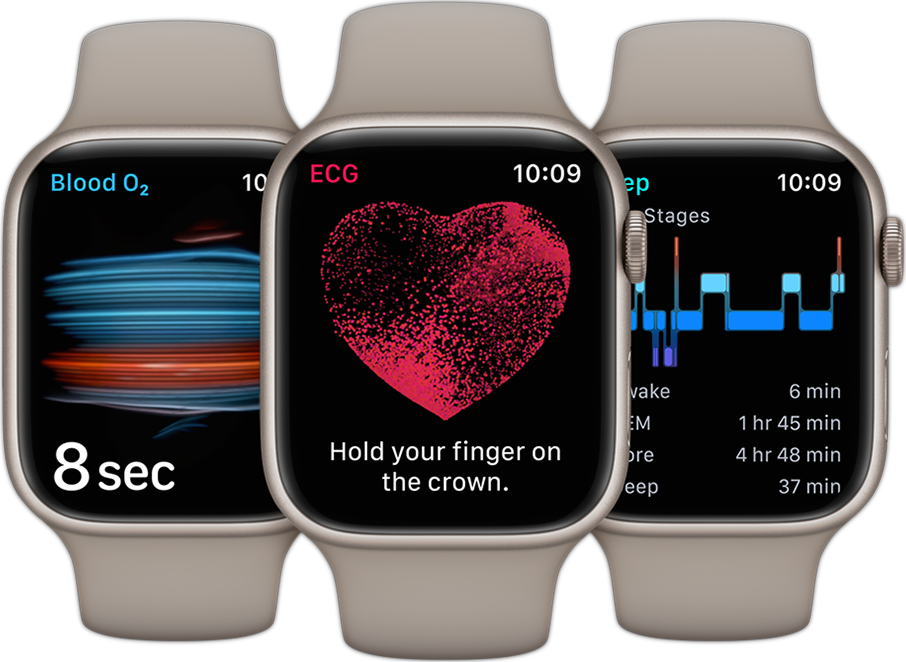 Blood O₂
10
8 sec
ECG 10:09
Hold your finger on
the crown.
ep 10:09
Stages
wake 6 min
EM 1 hr 45 min
ore 4 hr 48 min
eep 37 min